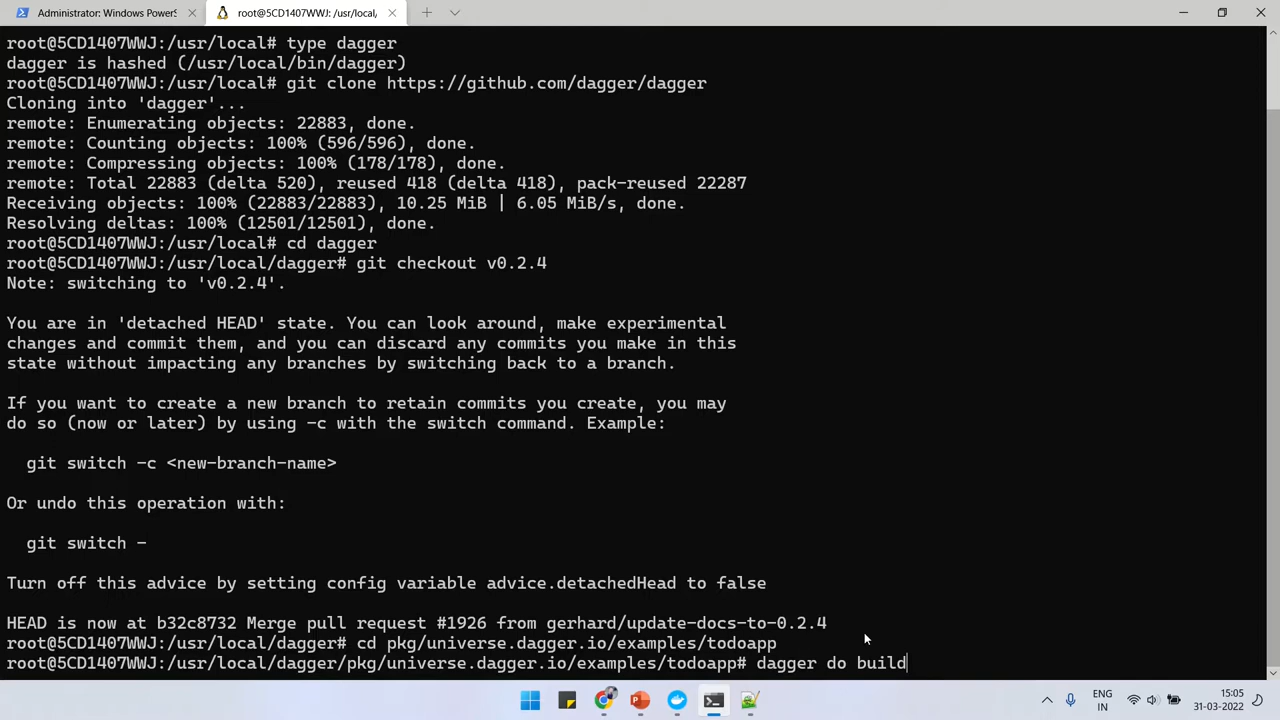 Administrator: Windows PowerS
root@5CD1407WWJ: /usr/local,
root@5CD1407WWJ:/usr/local# type dagger
dagger is hashed (/usr/local/bin/dagger)
root@5CD1407WWJ:/usr/local# git clone https://github.com/dagger/dagger
Cloning into 'dagger'...
remote: Enumerating objects: 22883, done.
remote: Counting objects: 100% (596/596), done.
remote: Compressing objects: 100% (178/178), done.
remote: Total 22883 (delta 520), reused 418 (delta 418), pack-reused 22287
Receiving objects: 100% (22883/22883), 10.25 MiB | 6.05 MiB/s, done.
Resolving deltas: 100% (12501/12501), done.
root@5CD1407WWJ:/usr/local# cd dagger
root@5CD1407WWJ:/usr/local/dagger# git checkout v0.2.4
Note: switching to 'v0.2.4'.
You are in 'detached HEAD' state. You can look around, make experimental
changes and commit them, and you can discard any commits you make in this
state without impacting any branches by switching back to a branch.
If you want to create a new branch to retain commits you create, you may
do so (now or later) by using -c with the switch command. Example:
git switch -c <new-branch-name>
Or undo this operation with:
git switch -
Turn off this advice by setting config variable advice.detachedHead to false
HEAD is now at b32c8732 Merge pull request #1926 from gerhard/update-docs-to-0.2.4
root@5CD1407WWJ:/usr/local/dagger# cd pkg/universe.dagger.io/examples/todoapp
root@5CD1407WWJ:/usr/local/dagger/pkg/universe.dagger.io/examples/todoapp# dagger do build
ENG
IN
15:05
31-03-2022